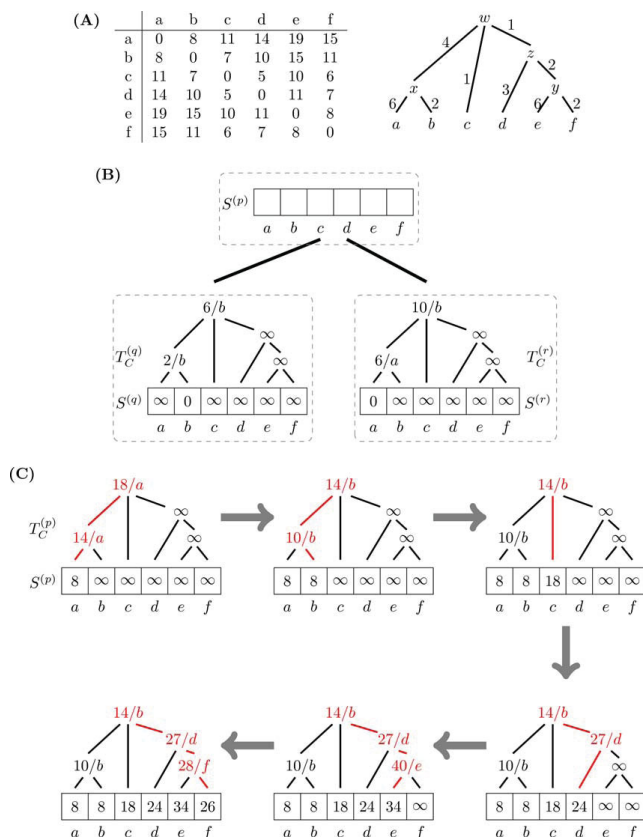 (A)
a b c d e f
a 0 8 11 14 19 15
b 8 0 7 10 15 11
c 11 7 0 5 10 6
d 14 10 5 0 11 7
e 19 15 10 11 0 8
f 15 11 6 7 8 0
w
4 1 1
z
x 3 2
6 2 y
6 2
a b c d e f
(B)
S^(p)
a b c d e f
6/b
T_C^(q) ∞
2/b ∞
S^(q) ∞ 0 ∞ ∞ ∞ ∞
a b c d e f
10/b
∞ T_C^(r)
6/a ∞
0 ∞ ∞ ∞ ∞ ∞ S^(r)
a b c d e f
(C)
18/a
T_C^(p) ∞
14/a ∞
S^(p) 8 ∞ ∞ ∞ ∞ ∞
a b c d e f
14/b
∞
10/b ∞
8 8 ∞ ∞ ∞ ∞
a b c d e f
14/b
∞
10/b ∞
8 8 18 ∞ ∞ ∞
a b c d e f
14/b
27/d
10/b 28/f
8 8 18 24 34 26
a b c d e f
14/b
27/d
10/b 40/e
8 8 18 24 34 ∞
a b c d e f
14/b
27/d
10/b ∞
8 8 18 24 ∞ ∞
a b c d e f